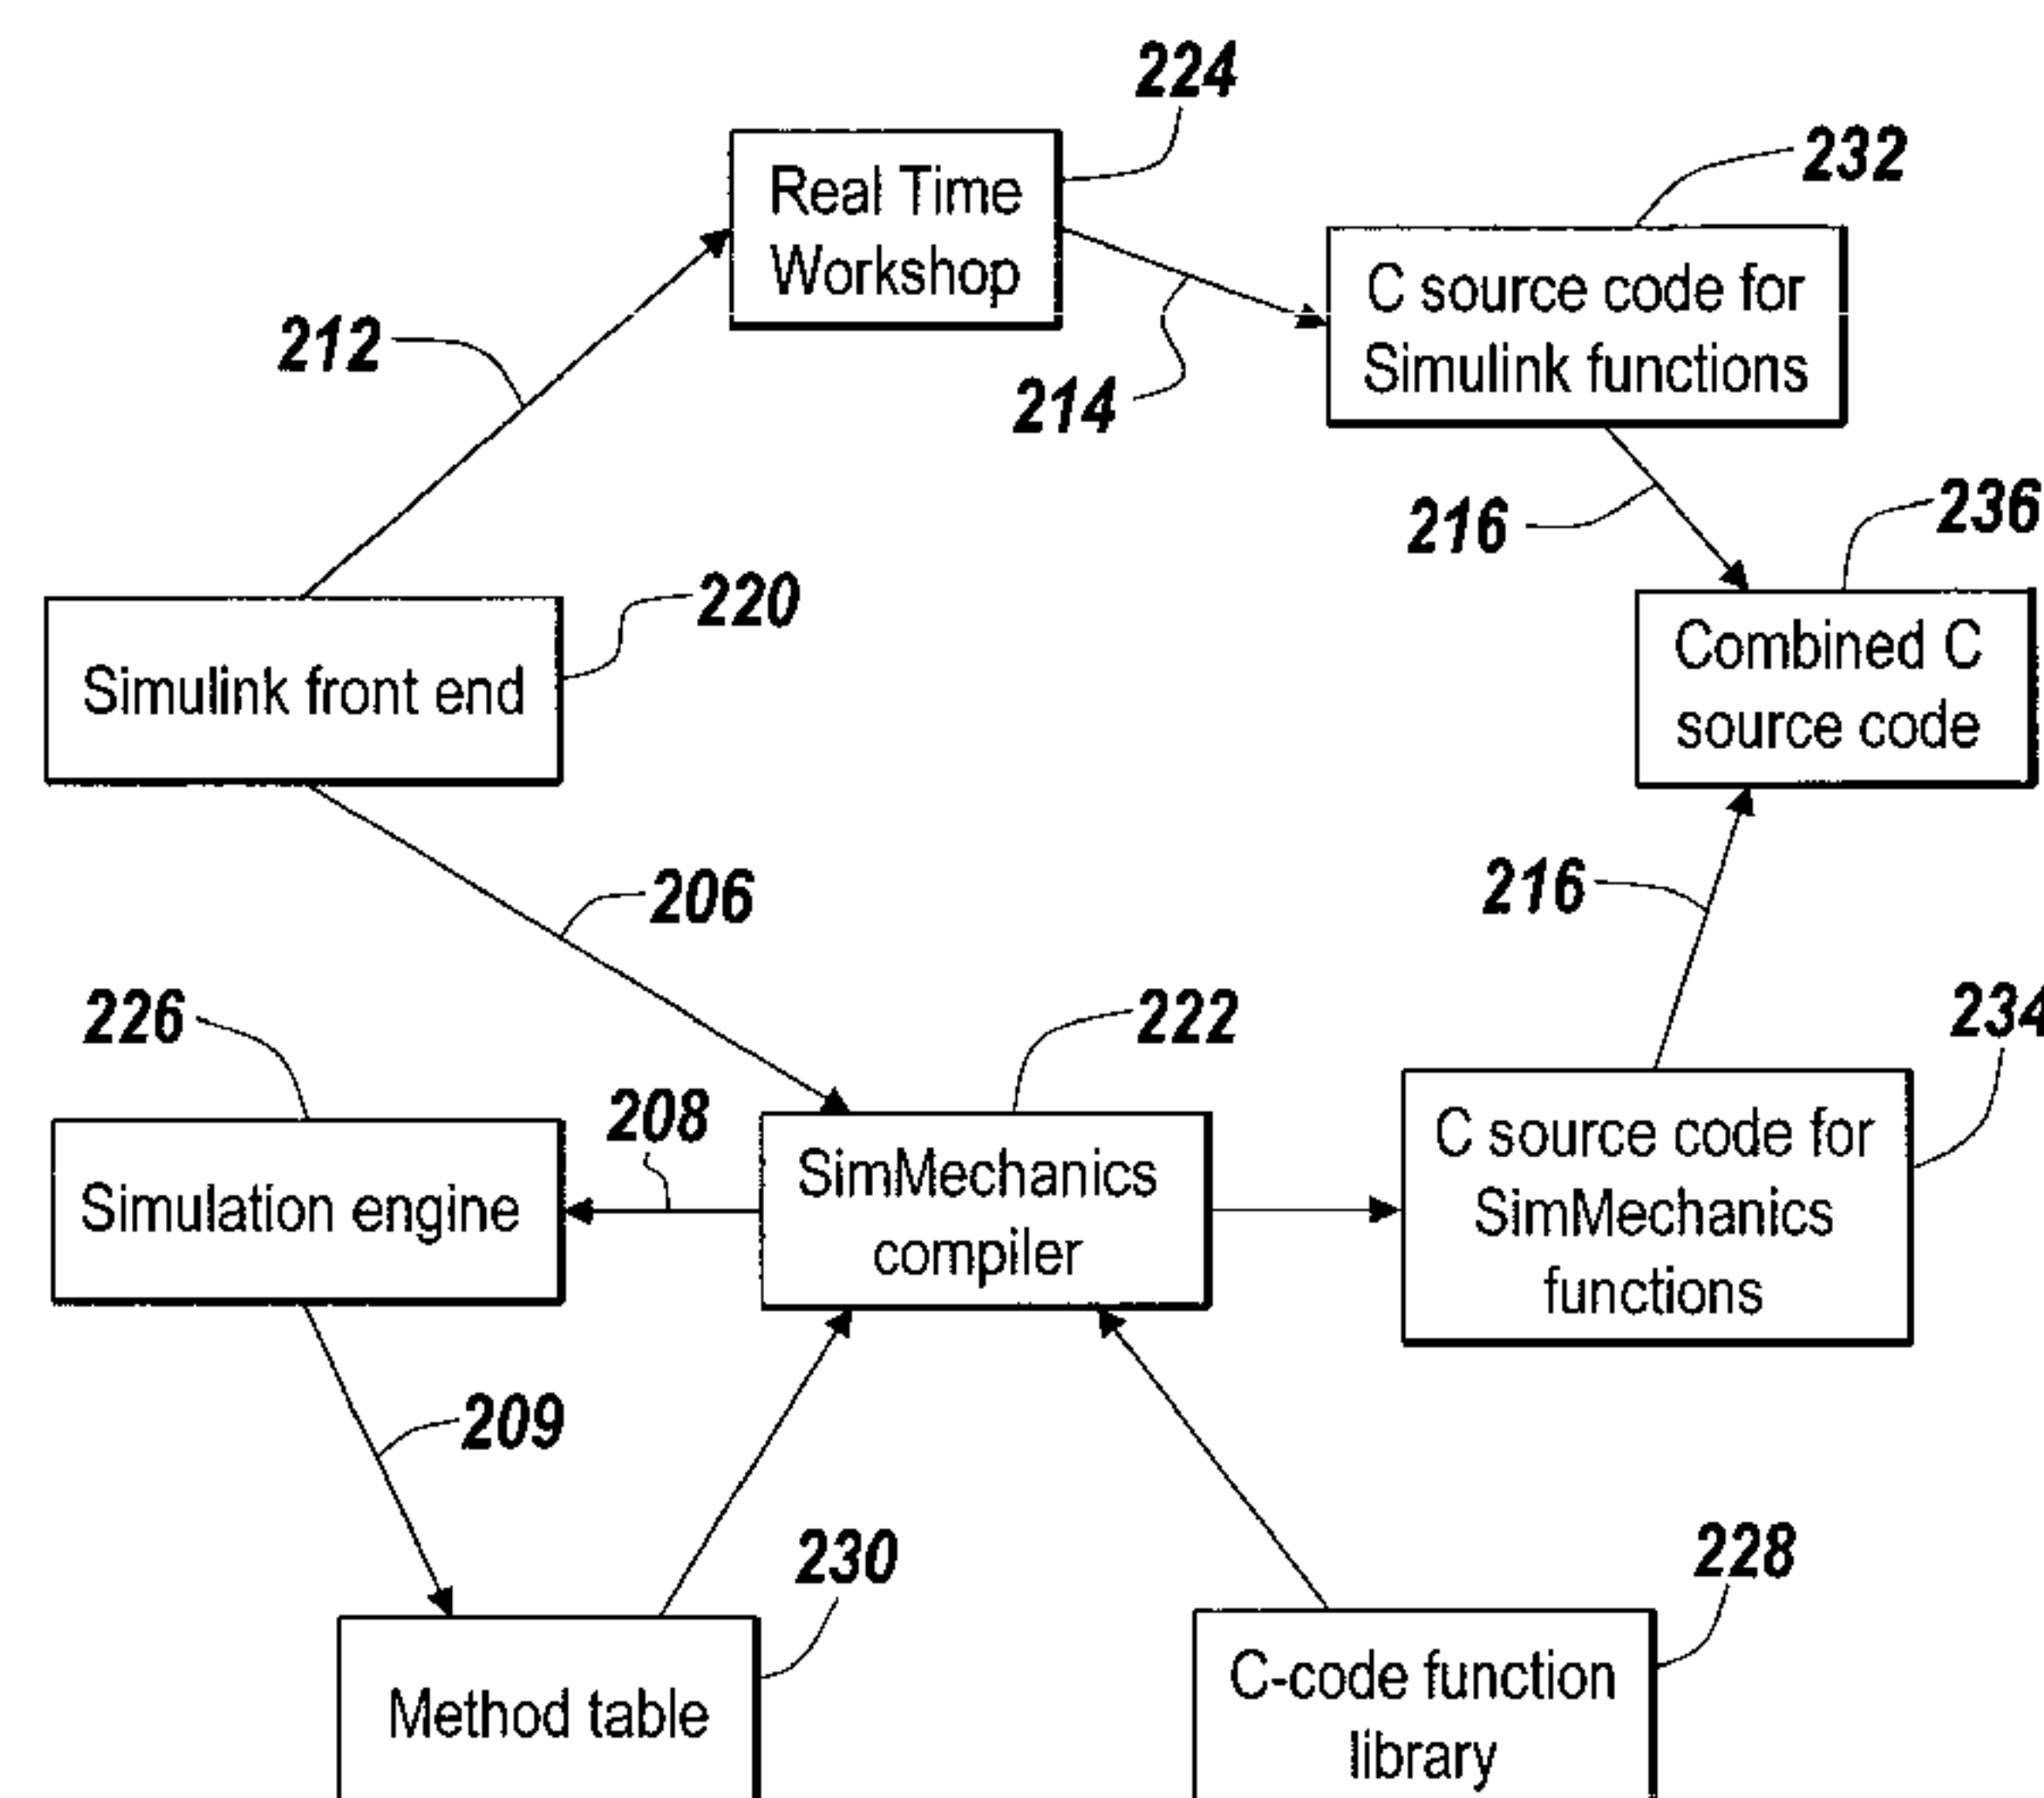 224
Real Time
Workshop
232
C source code for
Simulink functions
212
214
216
236
Combined C
source code
220
Simulink front end
206
216
226
222
234
208
Simulation engine
SimMechanics
compiler
C source code for
SimMechanics
functions
209
230
228
Method table
C-code function
library